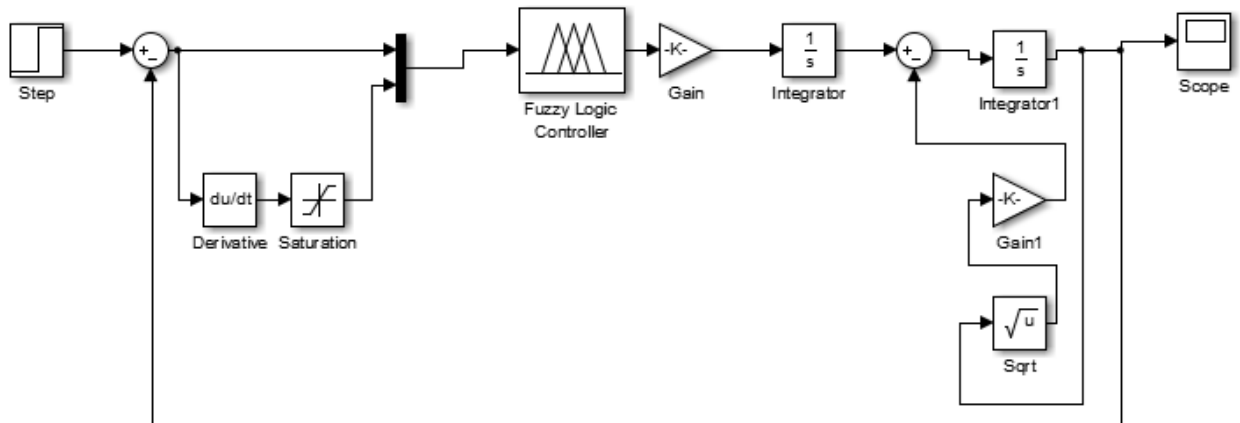 Step
+
−
Derivative
du/dt
Saturation
Fuzzy Logic
Controller
-K-
Gain
1
s
Integrator
+
−
1
s
Integrator1
-K-
Gain1
√u
Sqrt
Scope